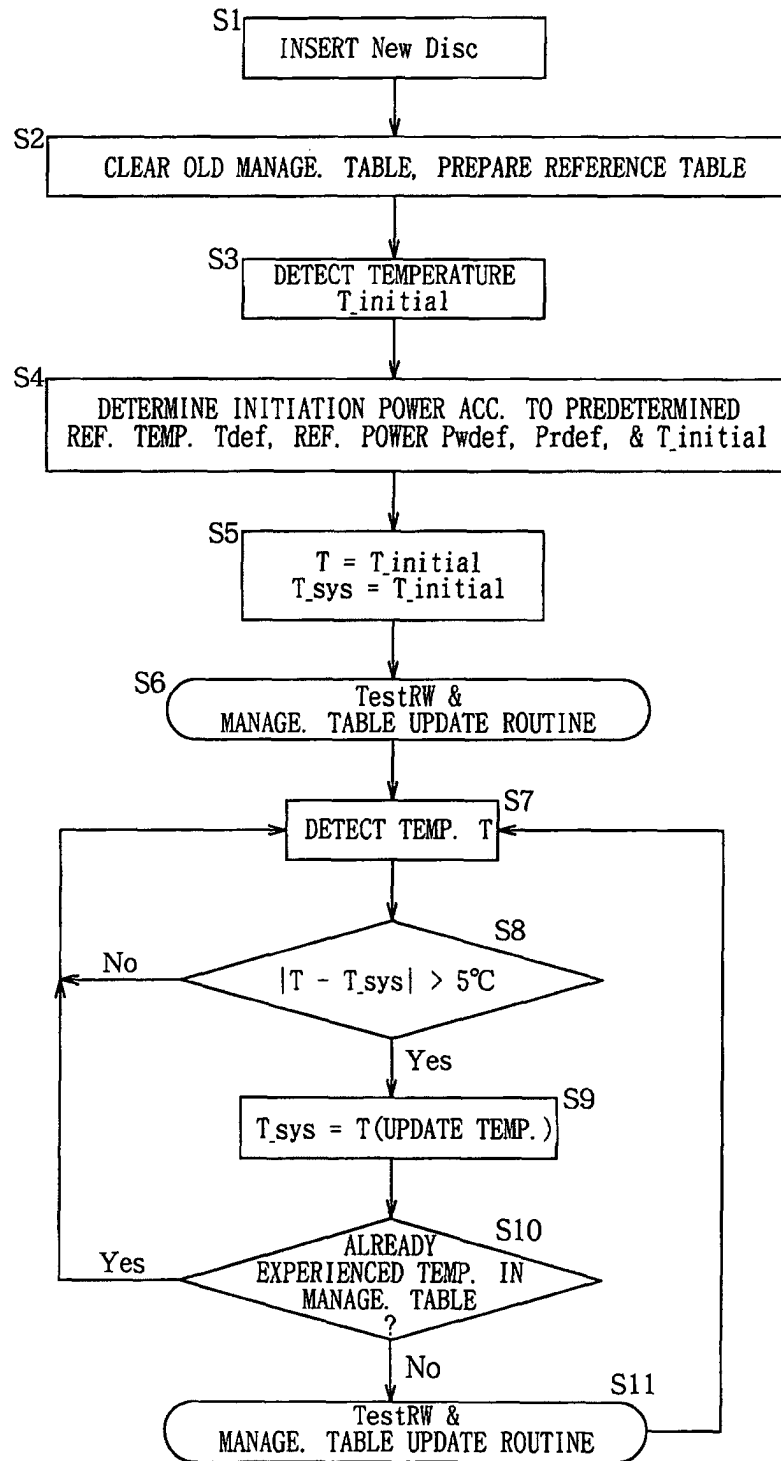 S1
INSERT New Disc
S2
CLEAR OLD MANAGE. TABLE, PREPARE REFERENCE TABLE
S3
DETECT TEMPERATURE
T_initial
S4
DETERMINE INITIATION POWER ACC. TO PREDETERMINED
REF. TEMP. Tdef, REF. POWER Pwdef, Prdef, & T_initial
S5
T = T_initial
T_sys = T_initial
S6
TestRW &
MANAGE. TABLE UPDATE ROUTINE
S7
DETECT TEMP. T
S8
No
|T - T_sys| > 5℃
Yes
S9
T_sys = T(UPDATE TEMP.)
S10
Yes
ALREADY
EXPERIENCED TEMP. IN
MANAGE. TABLE
?
No
S11
TestRW &
MANAGE. TABLE UPDATE ROUTINE